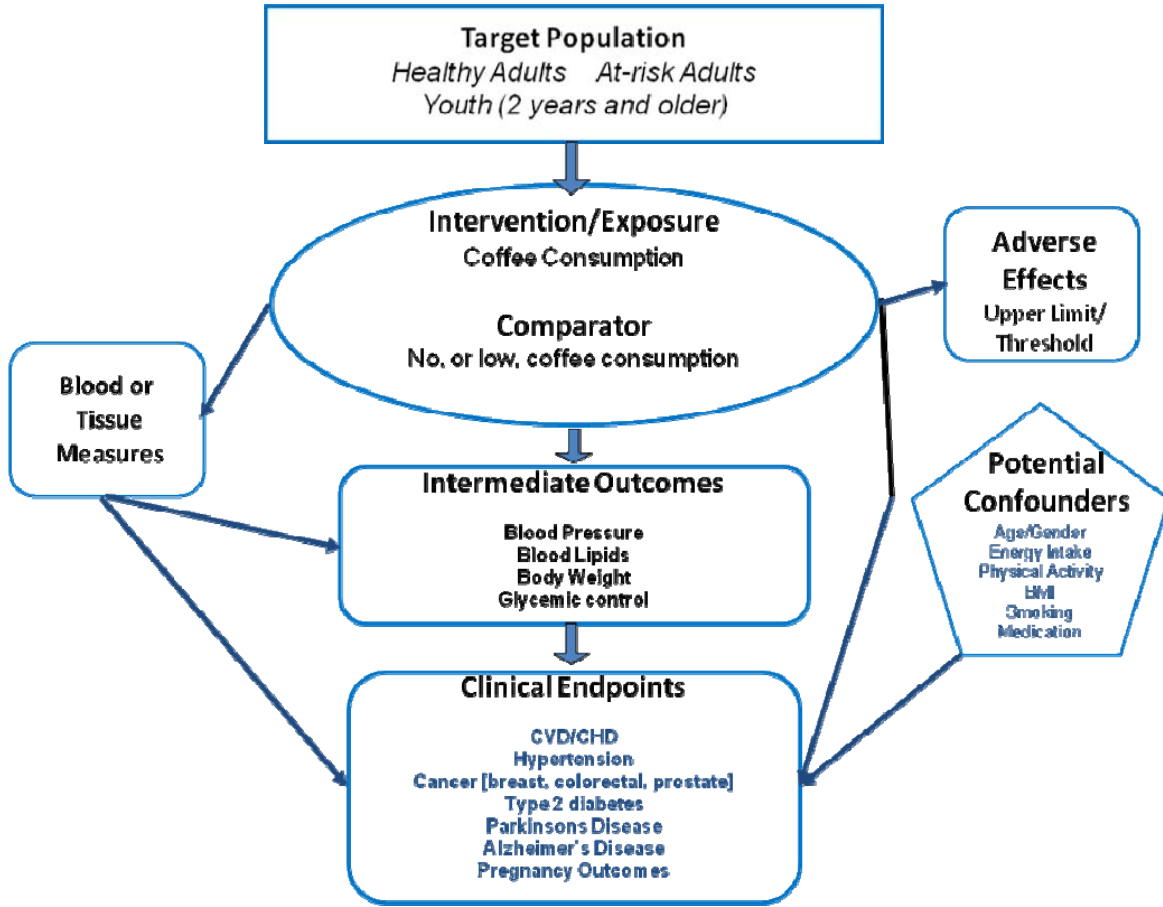 Target Population
Healthy Adults At-risk Adults
Youth (2 years and older)
Intervention/Exposure
Coffee Consumption
Comparator
No, or low, coffee consumption
Adverse
Effects
Upper Limit/
Threshold
Blood or
Tissue
Measures
Intermediate Outcomes
Blood Pressure
Blood Lipids
Body Weight
Glycemic control
Potential
Confounders
Age/Gender
Energy Intake
Physical Activity
BMI
Smoking
Medication
Clinical Endpoints
CVD/CHD
Hypertension
Cancer [breast, colorectal, prostate]
Type 2 diabetes
Parkinsons Disease
Alzheimer's Disease
Pregnancy Outcomes